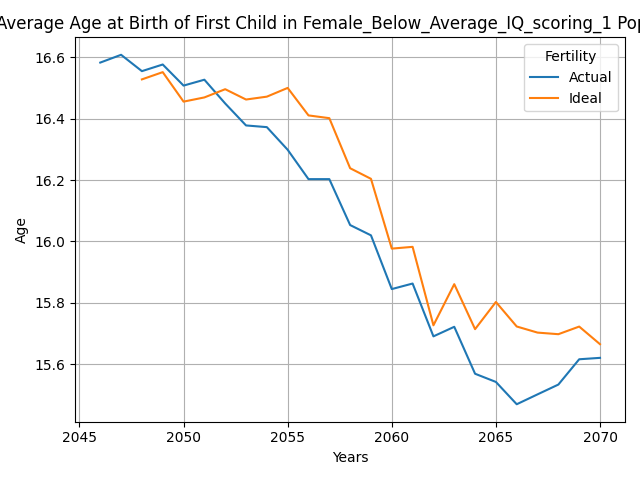 Average Age at Birth of First Child in Female_Below_Average_IQ_scoring_1
Fertility
Actual
Ideal
16.6
16.4
16.2
16.0
15.8
15.6
Age
2045
2050
2055
2060
2065
2070
Years